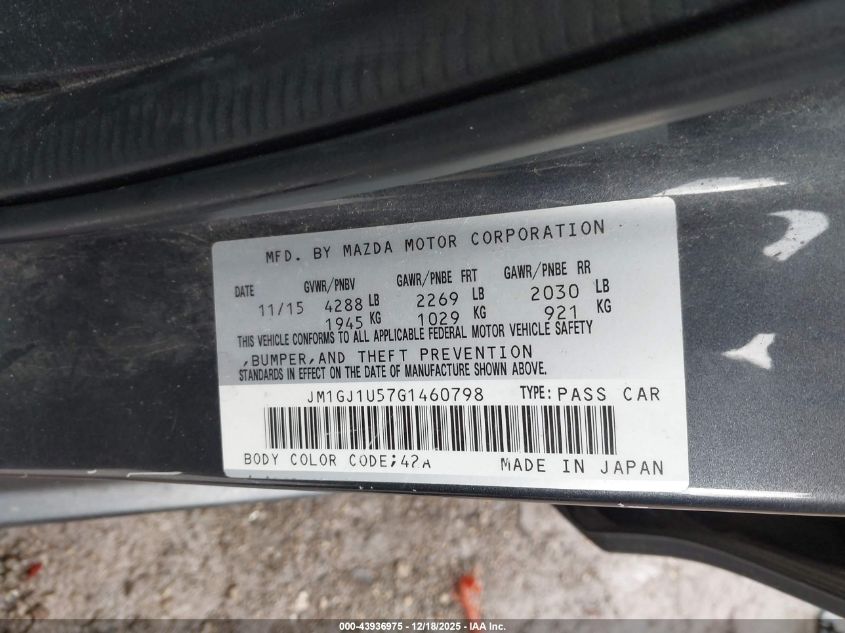 MFD. BY MAZDA MOTOR CORPORATION
DATE GVWR/PNBV GAWR/PNBE FRT GAWR/PNBE RR
11/15 4288 LB 2269 LB 2030 LB
1945 KG 1029 KG 921 KG
THIS VEHICLE CONFORMS TO ALL APPLICABLE FEDERAL MOTOR VEHICLE SAFETY
,BUMPER,AND THEFT PREVENTION
STANDARDS IN EFFECT ON THE DATE OF MANUFACTURE SHOWN ABOVE.
JM1GJ1U57G1460798 TYPE: PASS CAR
BODY COLOR CODE;42A MADE IN JAPAN
000-43936975 - 12/18/2025 - IAA Inc.